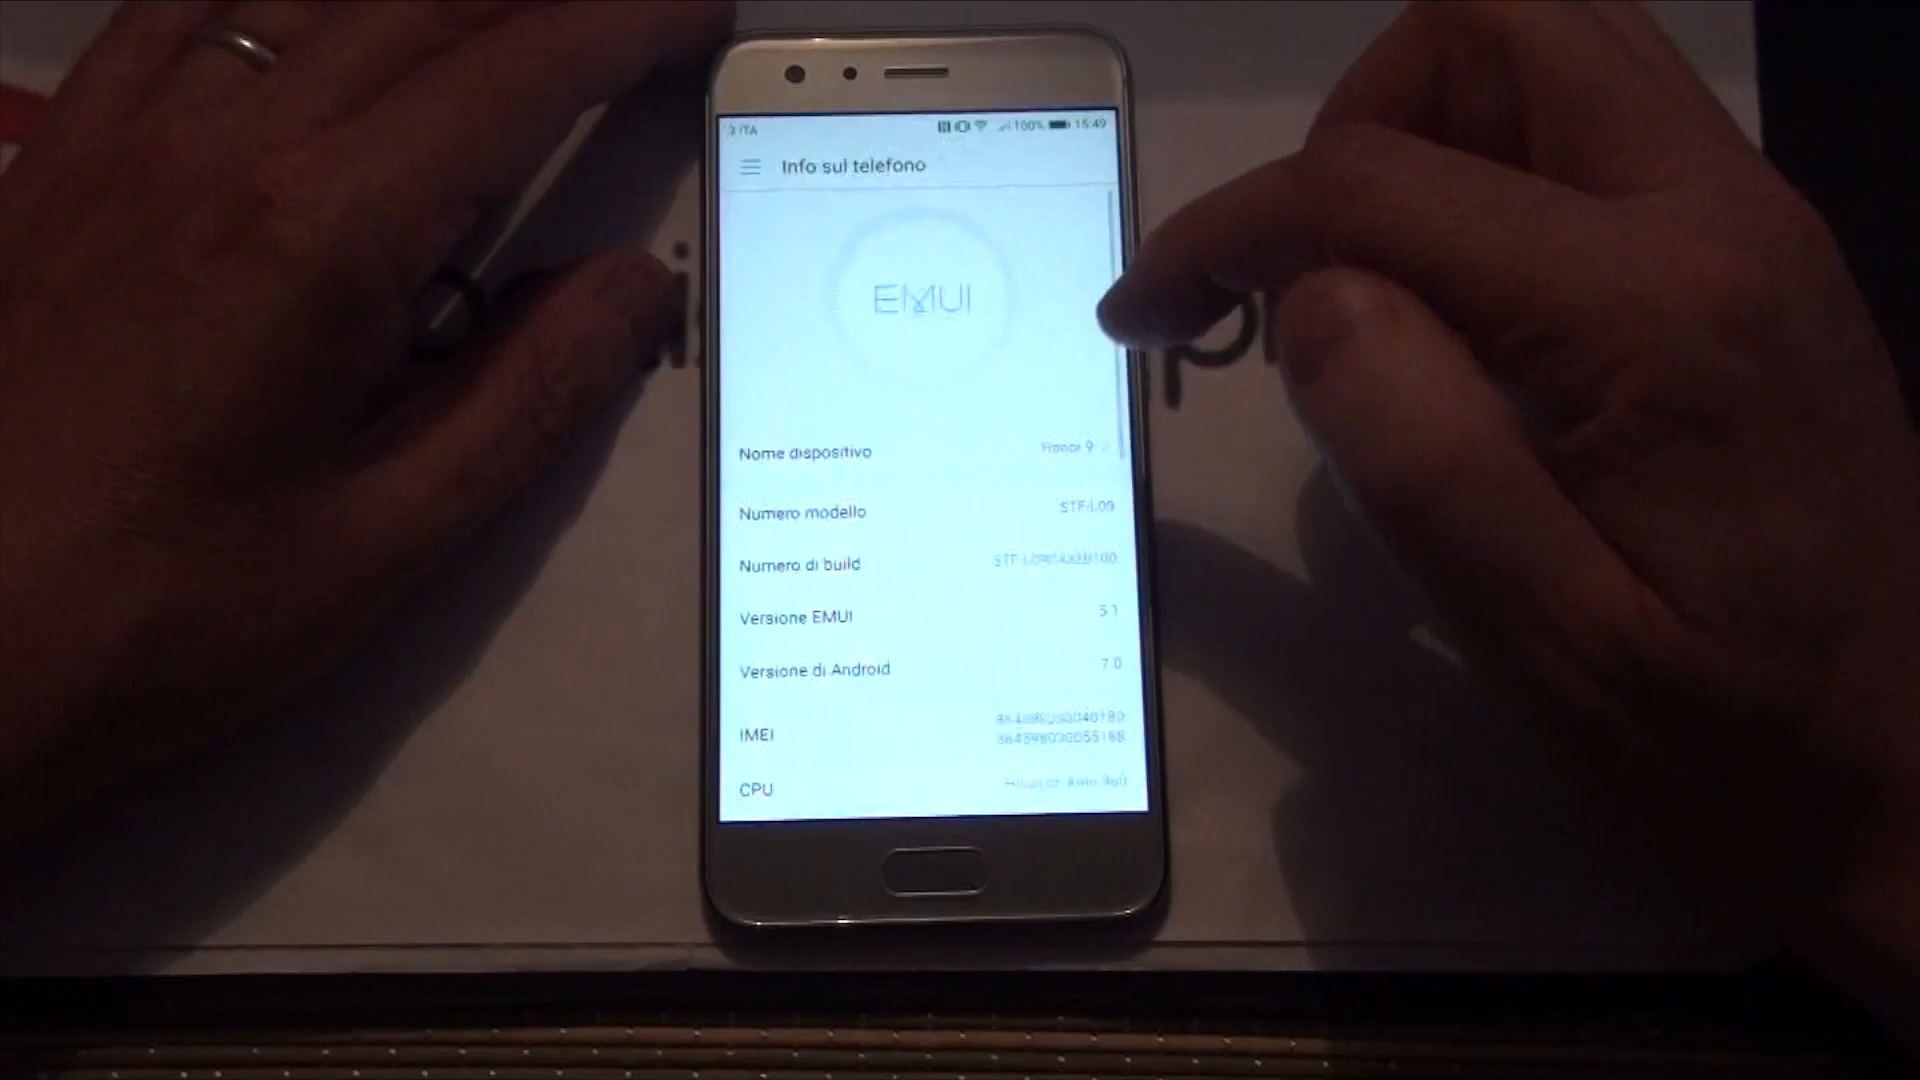 3 ITA 100% 15:49
Info sul telefono
EMUI
Nome dispositivo Honor 9
Numero modello STF-L09
Numero di build
Versione EMUI 5.1
Versione di Android 7.0
IMEI
CPU